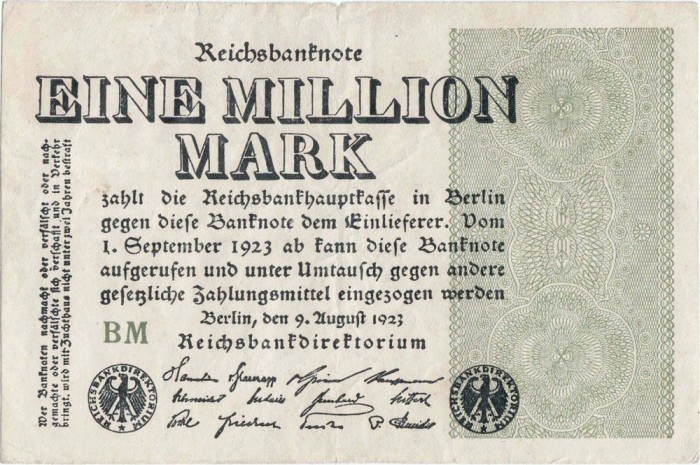 Reichsbanknote
EINE MILLION
MARK
zahlt die Reichsbankhauptkasse in Berlin
gegen diese Banknote dem Einlieferer. Vom
1. September 1923 ab kann diese Banknote
aufgerufen und unter Umtausch gegen andere
gesetzliche Zahlungsmittel eingezogen werden
Berlin, den 9. August 1923
Reichsbankdirektorium
BM
Wer Banknoten nachmacht oder verfälscht oder nach-
gemachte oder verfälschte sich verschafft und in Verkehr
bringt, wird mit Zuchthaus nicht unter zwei Jahren bestraft
REICHSBANKDIREKTORIUM
REICHSBANKDIREKTORIUM